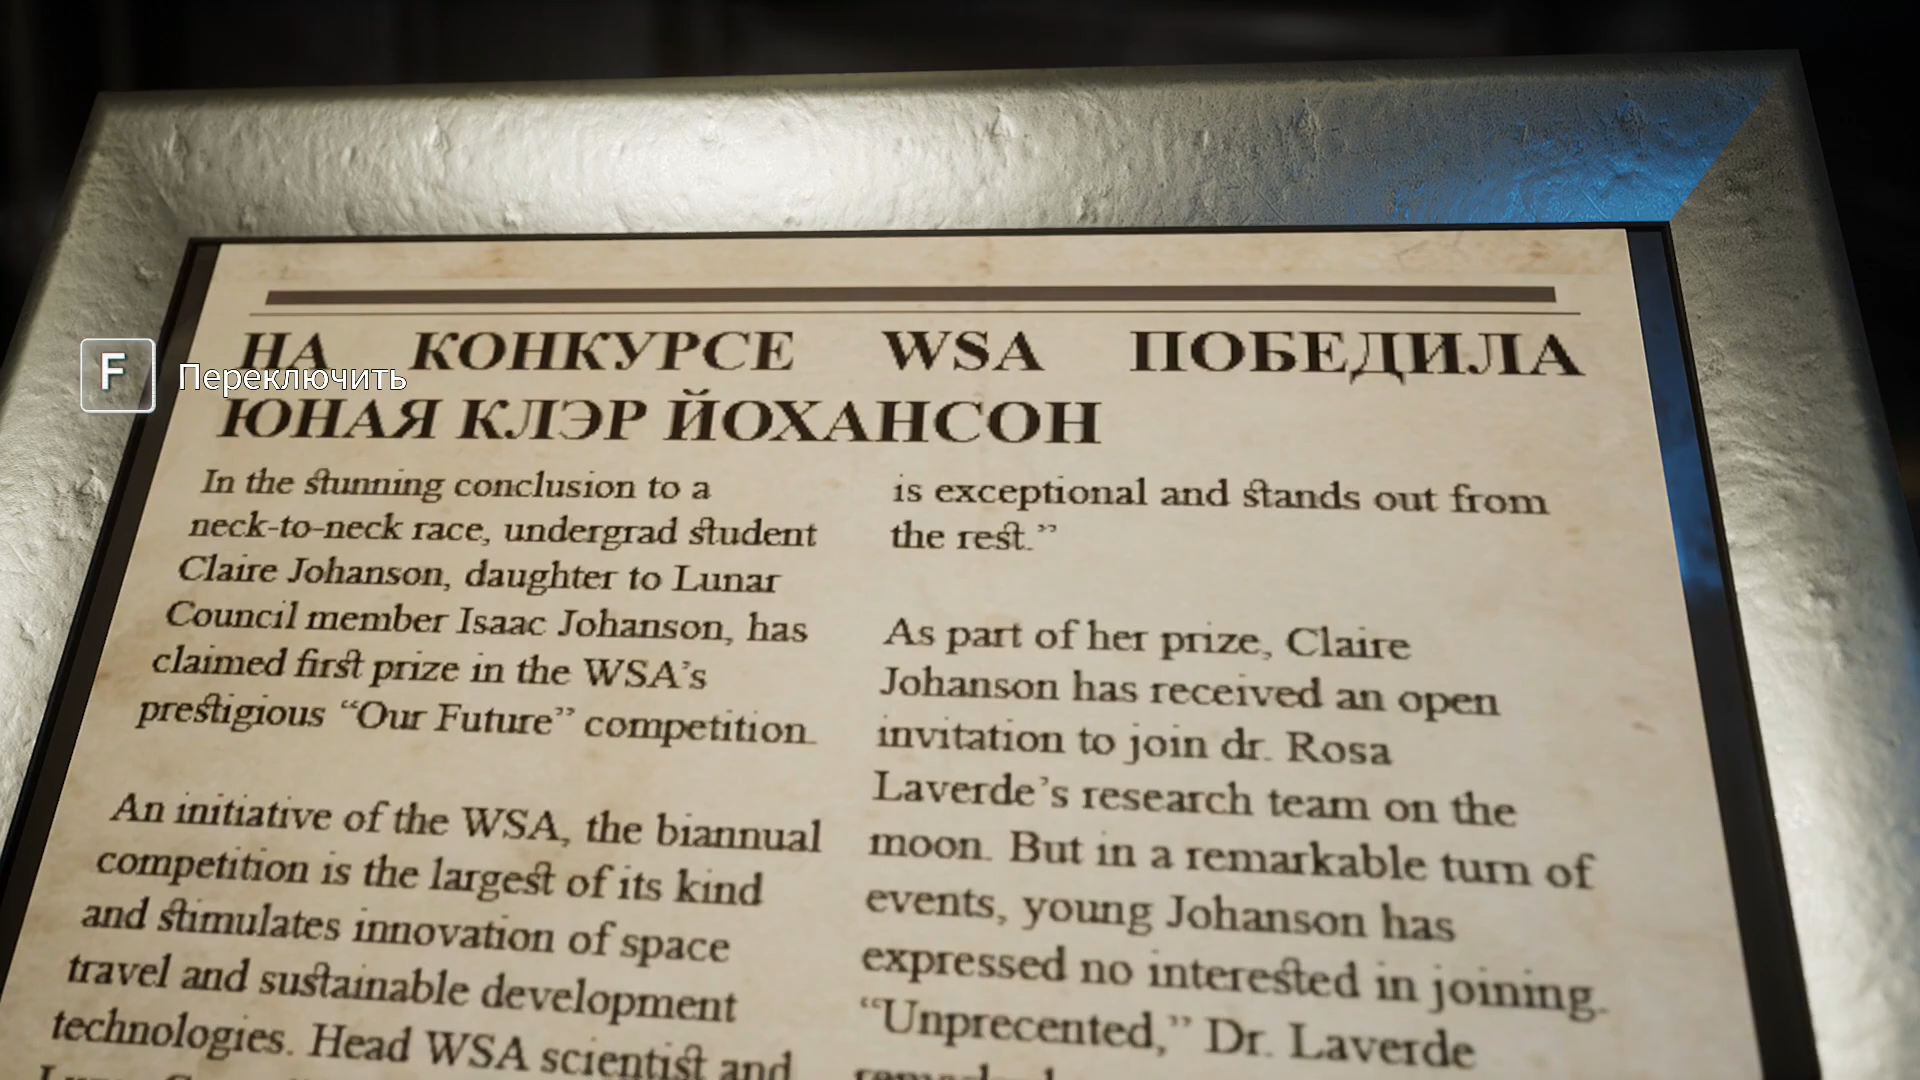 НА КОНКУРСЕ WSA ПОБЕДИЛА
ЮНАЯ КЛЭР ЙОХАНСОН
F Переключить
In the stunning conclusion to a
neck-to-neck race, undergrad student
Claire Johanson, daughter to Lunar
Council member Isaac Johanson, has
claimed first prize in the WSA's
prestigious “Our Future” competition.
An initiative of the WSA, the biannual
competition is the largest of its kind
and stimulates innovation of space
travel and sustainable development
technologies. Head WSA scientist and
is exceptional and stands out from
the rest.”
As part of her prize, Claire
Johanson has received an open
invitation to join dr. Rosa
Laverde's research team on the
moon. But in a remarkable turn of
events, young Johanson has
expressed no interested in joining.
“Unprecented,” Dr. Laverde